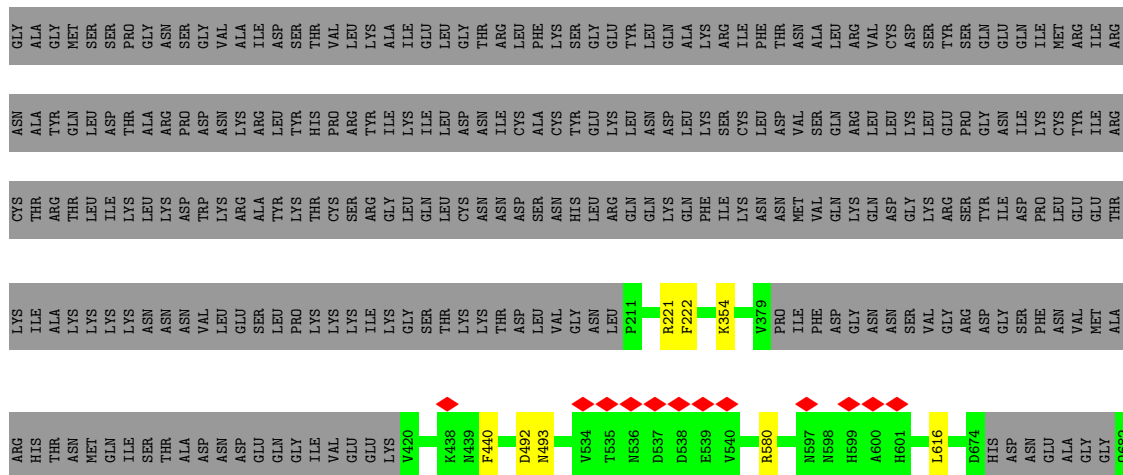 GLY ALA GLY MET SER SER PRO GLY ASN SER GLY VAL ALA ILE ASP SER THR VAL LEU LYS ALA ILE GLU LEU GLY THR ARG LEU PHE LYS SER GLY GLU TYR LEU GLN ALA LYS ARG ILE PHE THR ASN ALA LEU ARG VAL CYS ASP SER TYR SER GLN GLU GLN ILE MET ARG ILE ARG
ASN ALA TYR GLN LEU ASP THR ALA ARG PRO ASP ASN LYS ARG LEU TYR HIS PRO ARG TYR ILE LYS ILE LEU ASP ASN ILE CYS ALA CYS TYR GLU LYS LEU ASN ASP LEU LYS SER CYS LEU ASP VAL SER GLN ARG LEU LEU LYS LEU GLU PRO GLY ASN ILE LYS CYS TYR ILE ARG
CYS THR ARG THR LEU ILE LYS LEU LYS ASP TRP LYS ARG ALA TYR LYS THR CYS SER ARG GLY LEU GLN LEU CYS ASN ASN ASP SER ASN HIS LEU ARG GLN GLN LYS GLN PHE ILE LYS ASN ASN MET VAL GLN LYS GLN ASP GLY LYS ARG SER TYR ILE ASP PRO LEU GLU GLU THR
LYS ILE ALA LYS LYS LYS LYS ASN ASN ASN VAL LEU GLU SER LEU PRO LYS LYS LYS ILE LYS GLY SER THR LYS LYS THR ASP LEU VAL GLY ASN LEU P211 R221 F222 K354 V379 PRO ILE PHE ASP GLY ASN ASN SER VAL GLY ARG ASP GLY SER PHE ASN VAL MET ALA
ARG HIS THR ASN MET GLN ILE SER THR ALA ASP ASN ASP GLU GLN GLY ILE VAL GLU GLU LYS V420 K438 N439 F440 D492 N493 V534 T535 N536 D537 D538 E539 V540 R580 N597 N598 H599 A600 H601 L616 D674 HIS ASP ASN GLU ALA GLY GLY